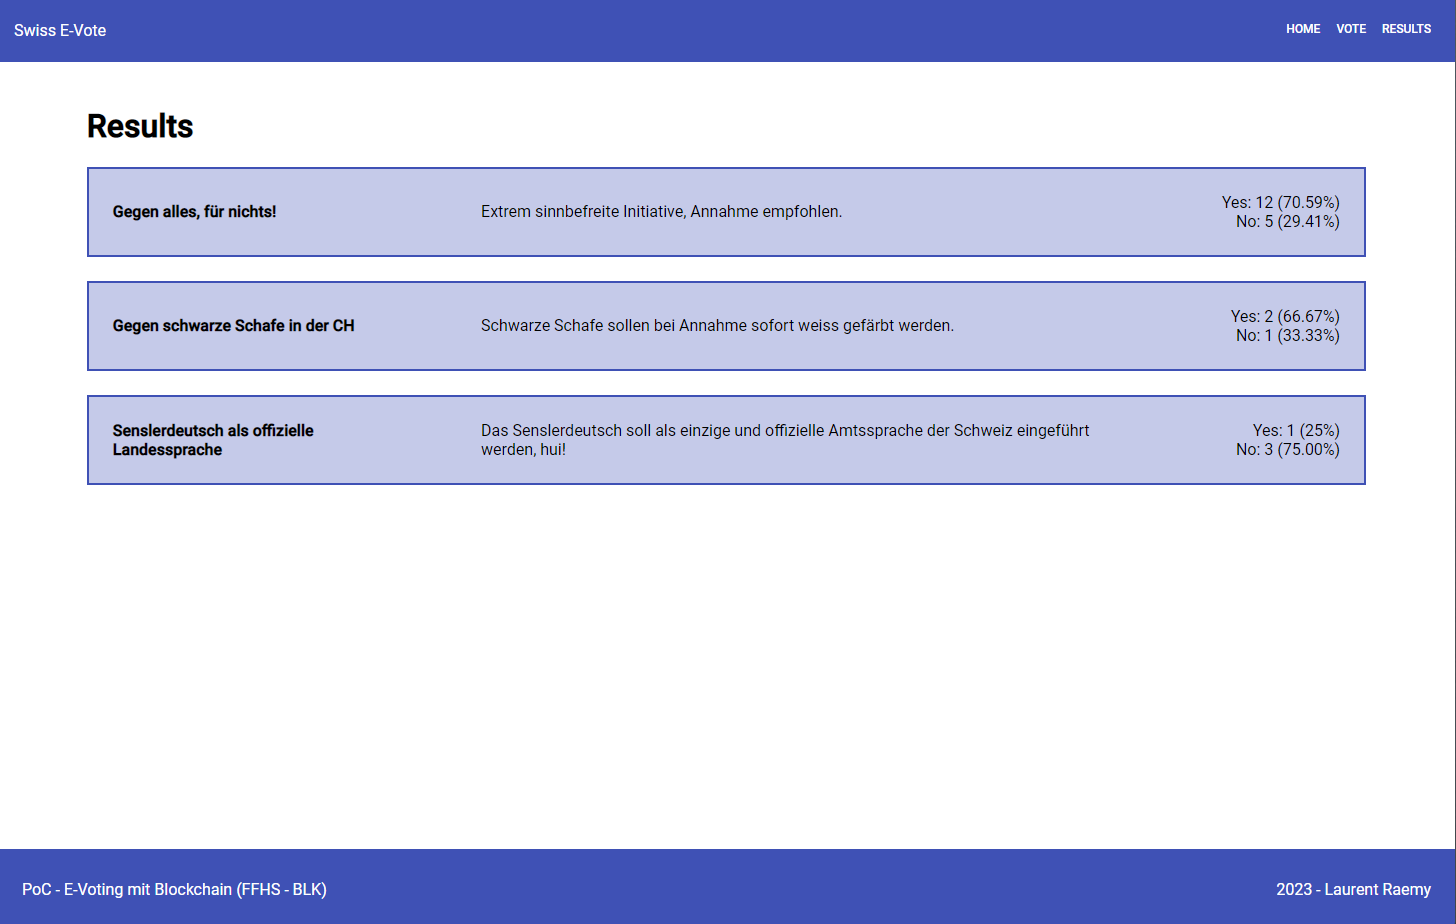 Swiss E-Vote
HOME VOTE RESULTS
Results
Gegen alles, für nichts!
Extrem sinnbefreite Initiative, Annahme empfohlen.
Yes: 12 (70.59%)
No: 5 (29.41%)
Gegen schwarze Schafe in der CH
Schwarze Schafe sollen bei Annahme sofort weiss gefärbt werden.
Yes: 2 (66.67%)
No: 1 (33.33%)
Senslerdeutsch als offizielle
Landessprache
Das Senslerdeutsch soll als einzige und offizielle Amtssprache der Schweiz eingeführt
werden, hui!
Yes: 1 (25%)
No: 3 (75.00%)
PoC - E-Voting mit Blockchain (FFHS - BLK)
2023 - Laurent Raemy